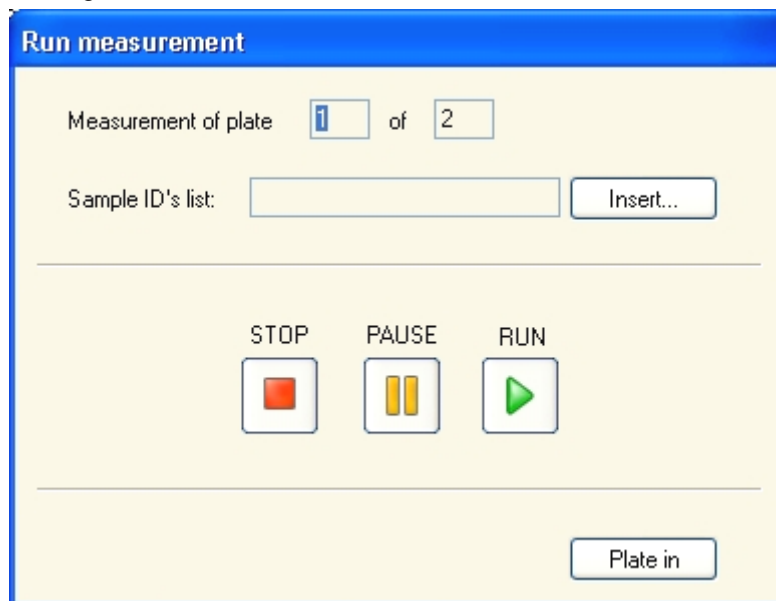 Run measurement
Measurement of plate 1 of 2
Sample ID's list: Insert...
STOP PAUSE RUN
Plate in